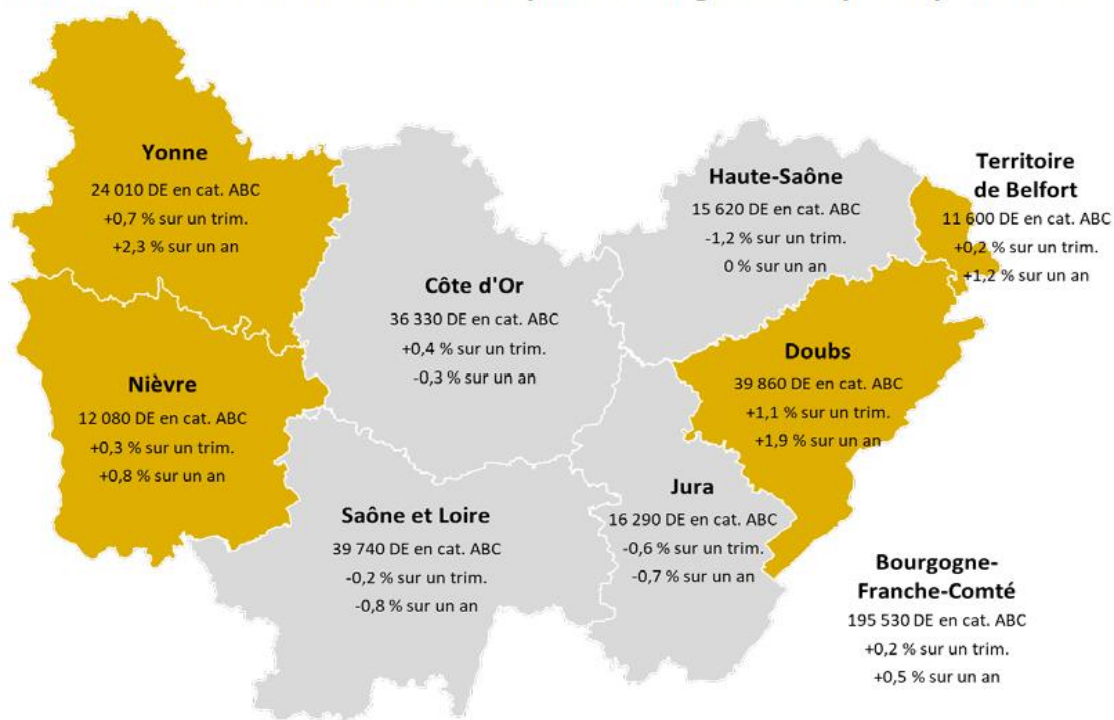 Yonne
24 010 DE en cat. ABC
+0,7 % sur un trim.
+2,3 % sur un an
Haute-Saône
15 620 DE en cat. ABC
-1,2 % sur un trim.
0 % sur un an
Territoire
de Belfort
11 600 DE en cat. ABC
+0,2 % sur un trim.
+1,2 % sur un an
Côte d'Or
36 330 DE en cat. ABC
+0,4 % sur un trim.
-0,3 % sur un an
Doubs
39 860 DE en cat. ABC
+1,1 % sur un trim.
+1,9 % sur un an
Nièvre
12 080 DE en cat. ABC
+0,3 % sur un trim.
+0,8 % sur un an
Saône et Loire
39 740 DE en cat. ABC
-0,2 % sur un trim.
-0,8 % sur un an
Jura
16 290 DE en cat. ABC
-0,6 % sur un trim.
-0,7 % sur un an
Bourgogne-
Franche-Comté
195 530 DE en cat. ABC
+0,2 % sur un trim.
+0,5 % sur un an